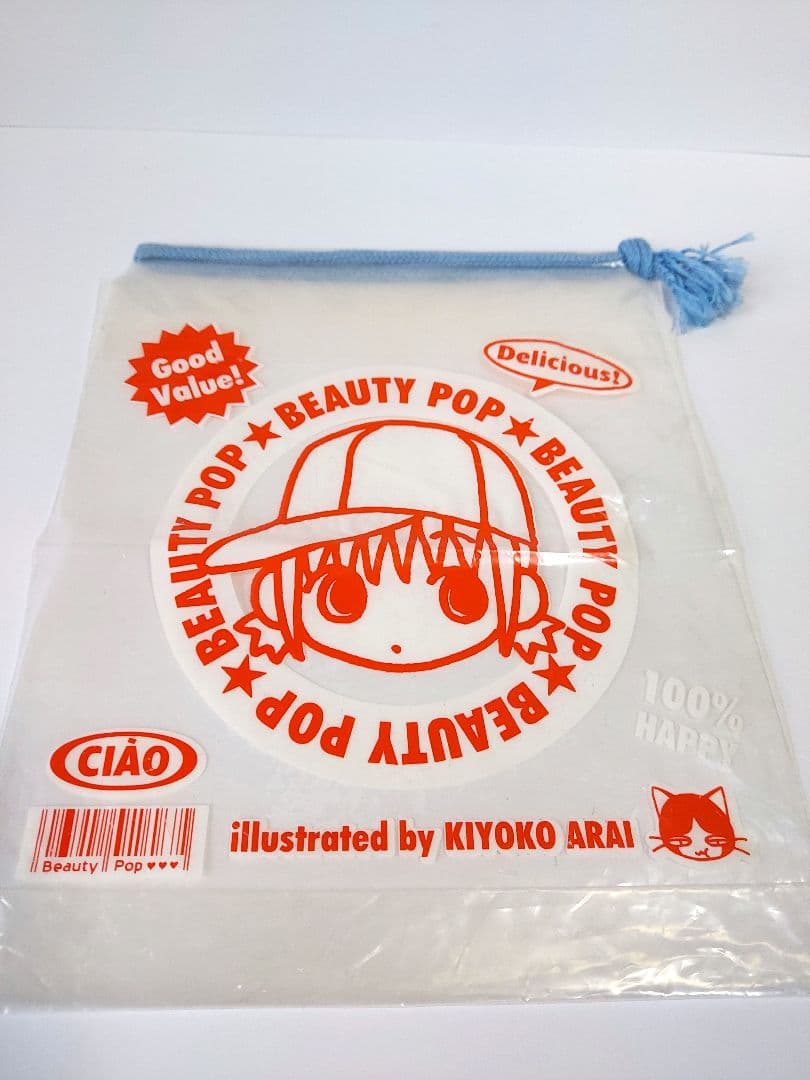 Good
Value!
Delicious!
BEAUTY POP★BEAUTY POP★BEAUTY POP★BEAUTY POP★
100%
HAPPY
CIÀO
illustrated by KIYOKO ARAI
Beauty Pop♥♥♥